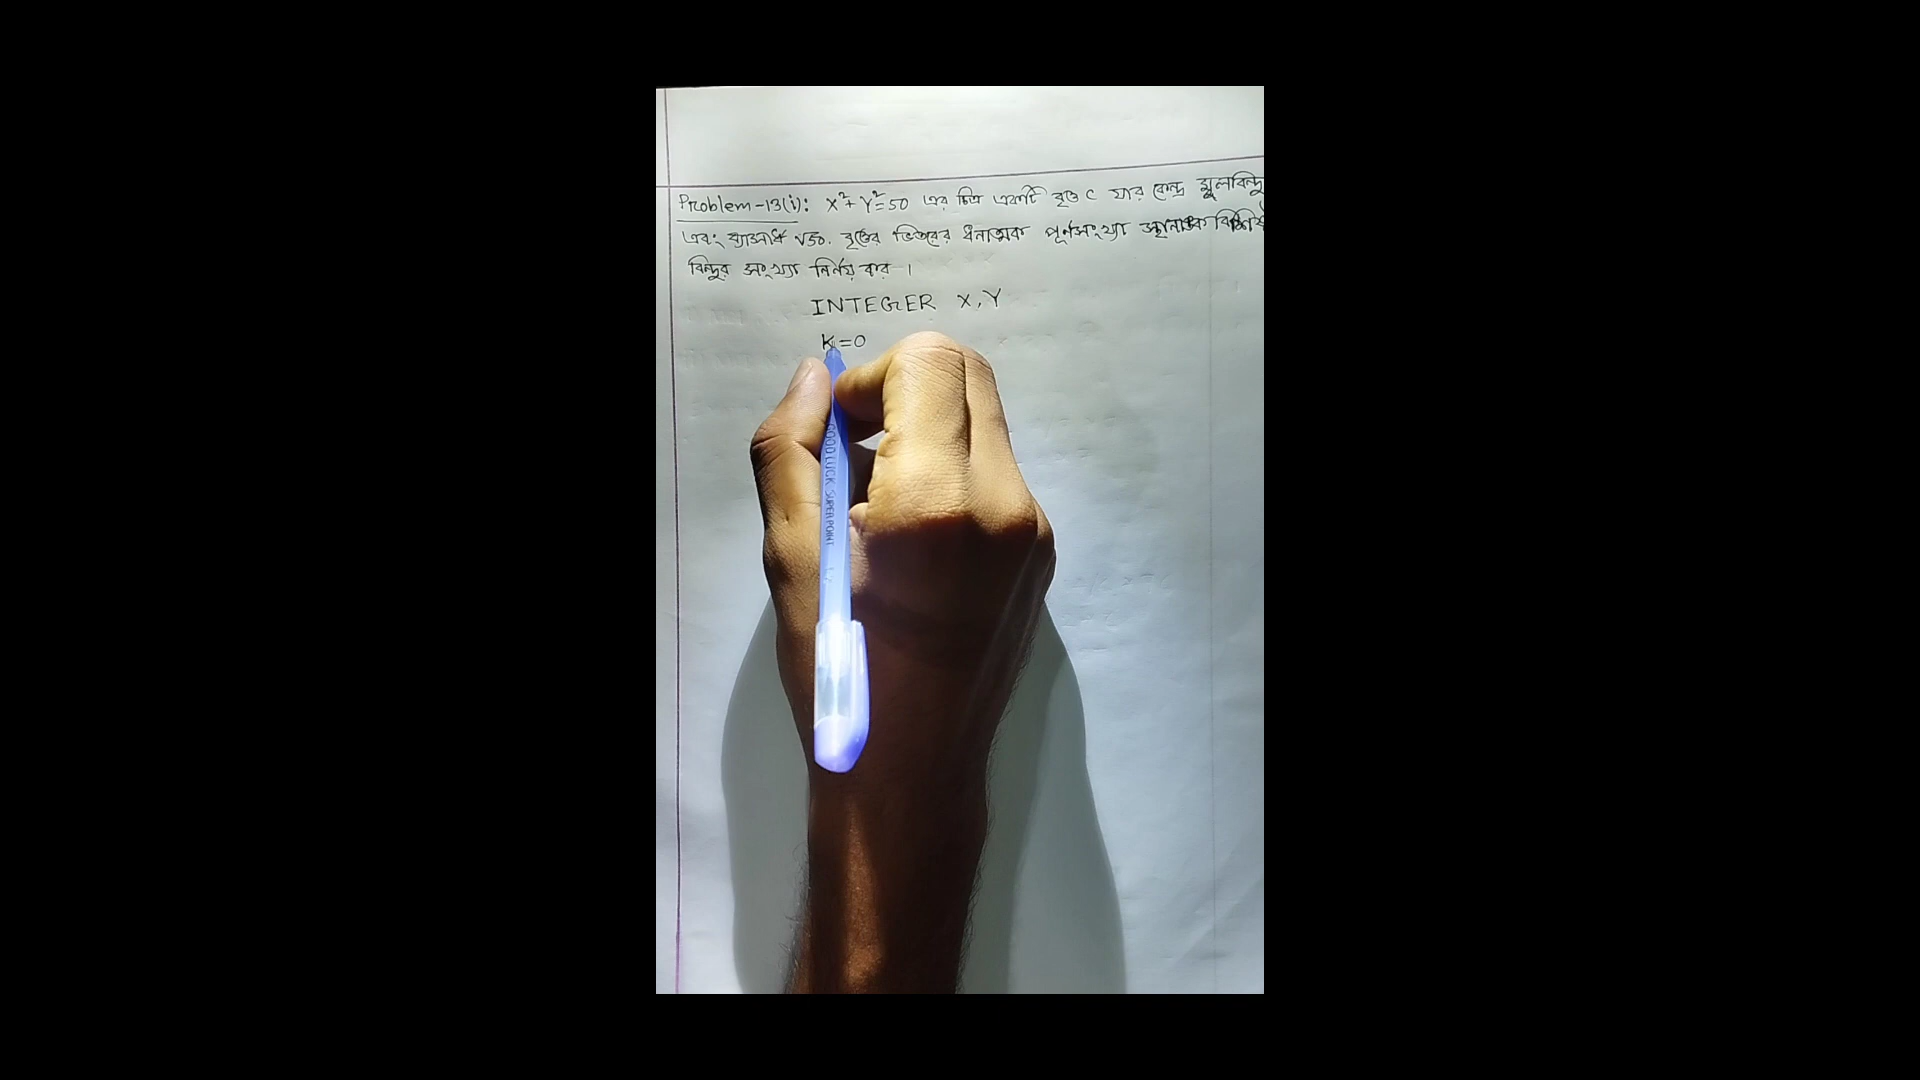 Problem-13(i): X²+Y²=50 এর চিত্র একটি বৃত্ত C যার কেন্দ্র মূলবিন্দু
এবং ব্যাসার্ধ √50. বৃত্তের ভিতরের ধনাত্মক পূর্ণসংখ্যা স্থানাঙ্ক বিশিষ্ট
বিন্দুর সংখ্যা নির্ণয় কর ।
INTEGER X,Y
K=0
GOOD LUCK SUPER POINT